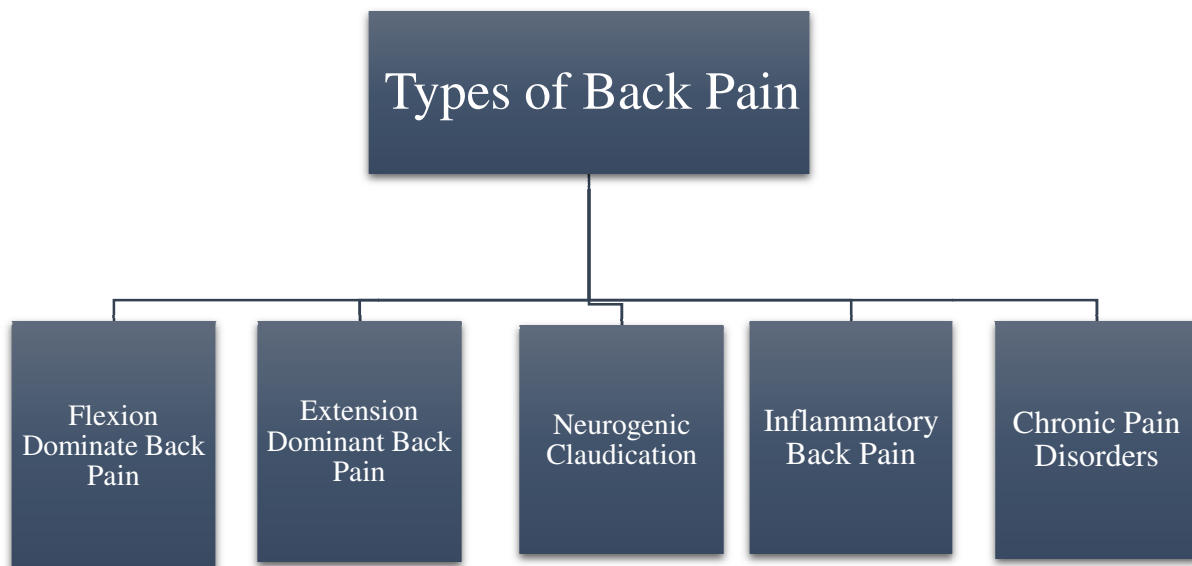 Types of Back Pain
Flexion
Dominate Back
Pain
Extension
Dominant Back
Pain
Neurogenic
Claudication
Inflammatory
Back Pain
Chronic Pain
Disorders